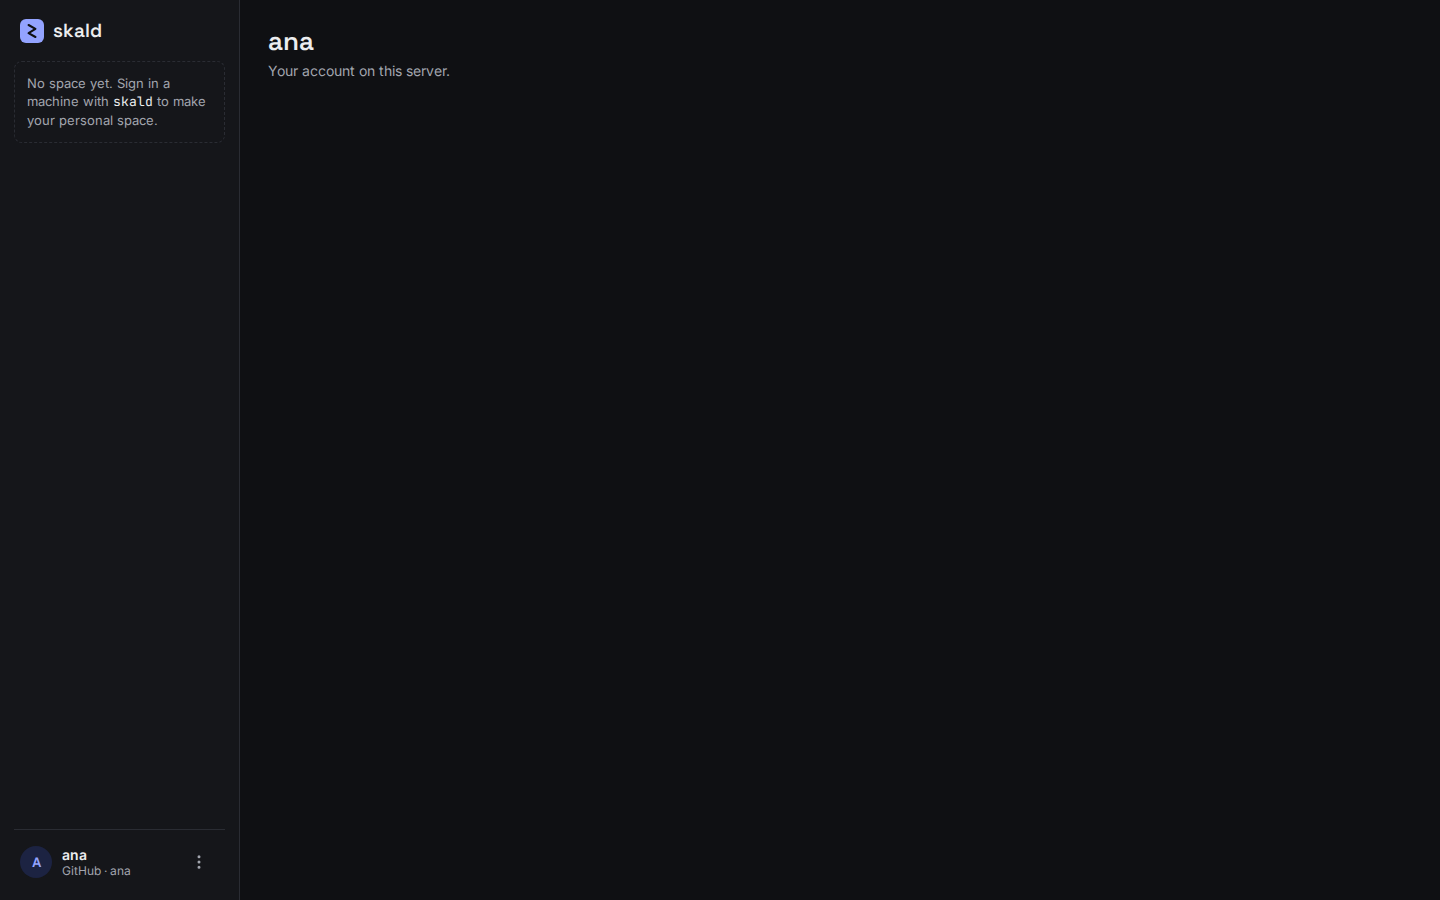 skald
No space yet. Sign in a
machine with skald to make
your personal space.
ana
Your account on this server.
A
ana
GitHub · ana